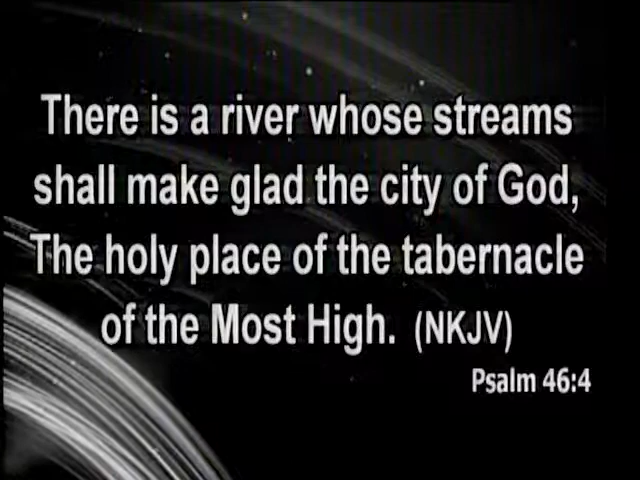 There is a river whose streams
shall make glad the city of God,
The holy place of the tabernacle
of the Most High. (NKJV)
Psalm 46:4